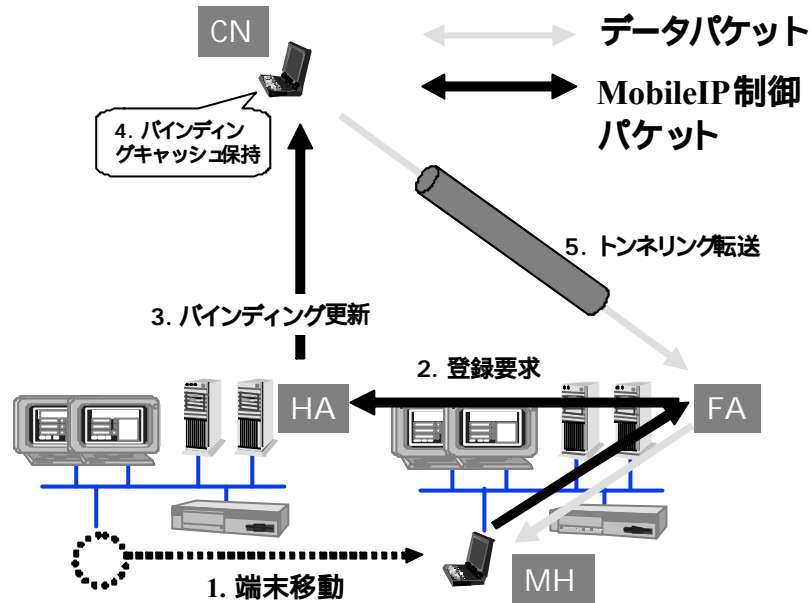 CN
データパケット
MobileIP制御
パケット
4. バインディン
グキャッシュ保持
5. トンネリング転送
3. バインディング更新
2. 登録要求
HA
FA
1. 端末移動
MH